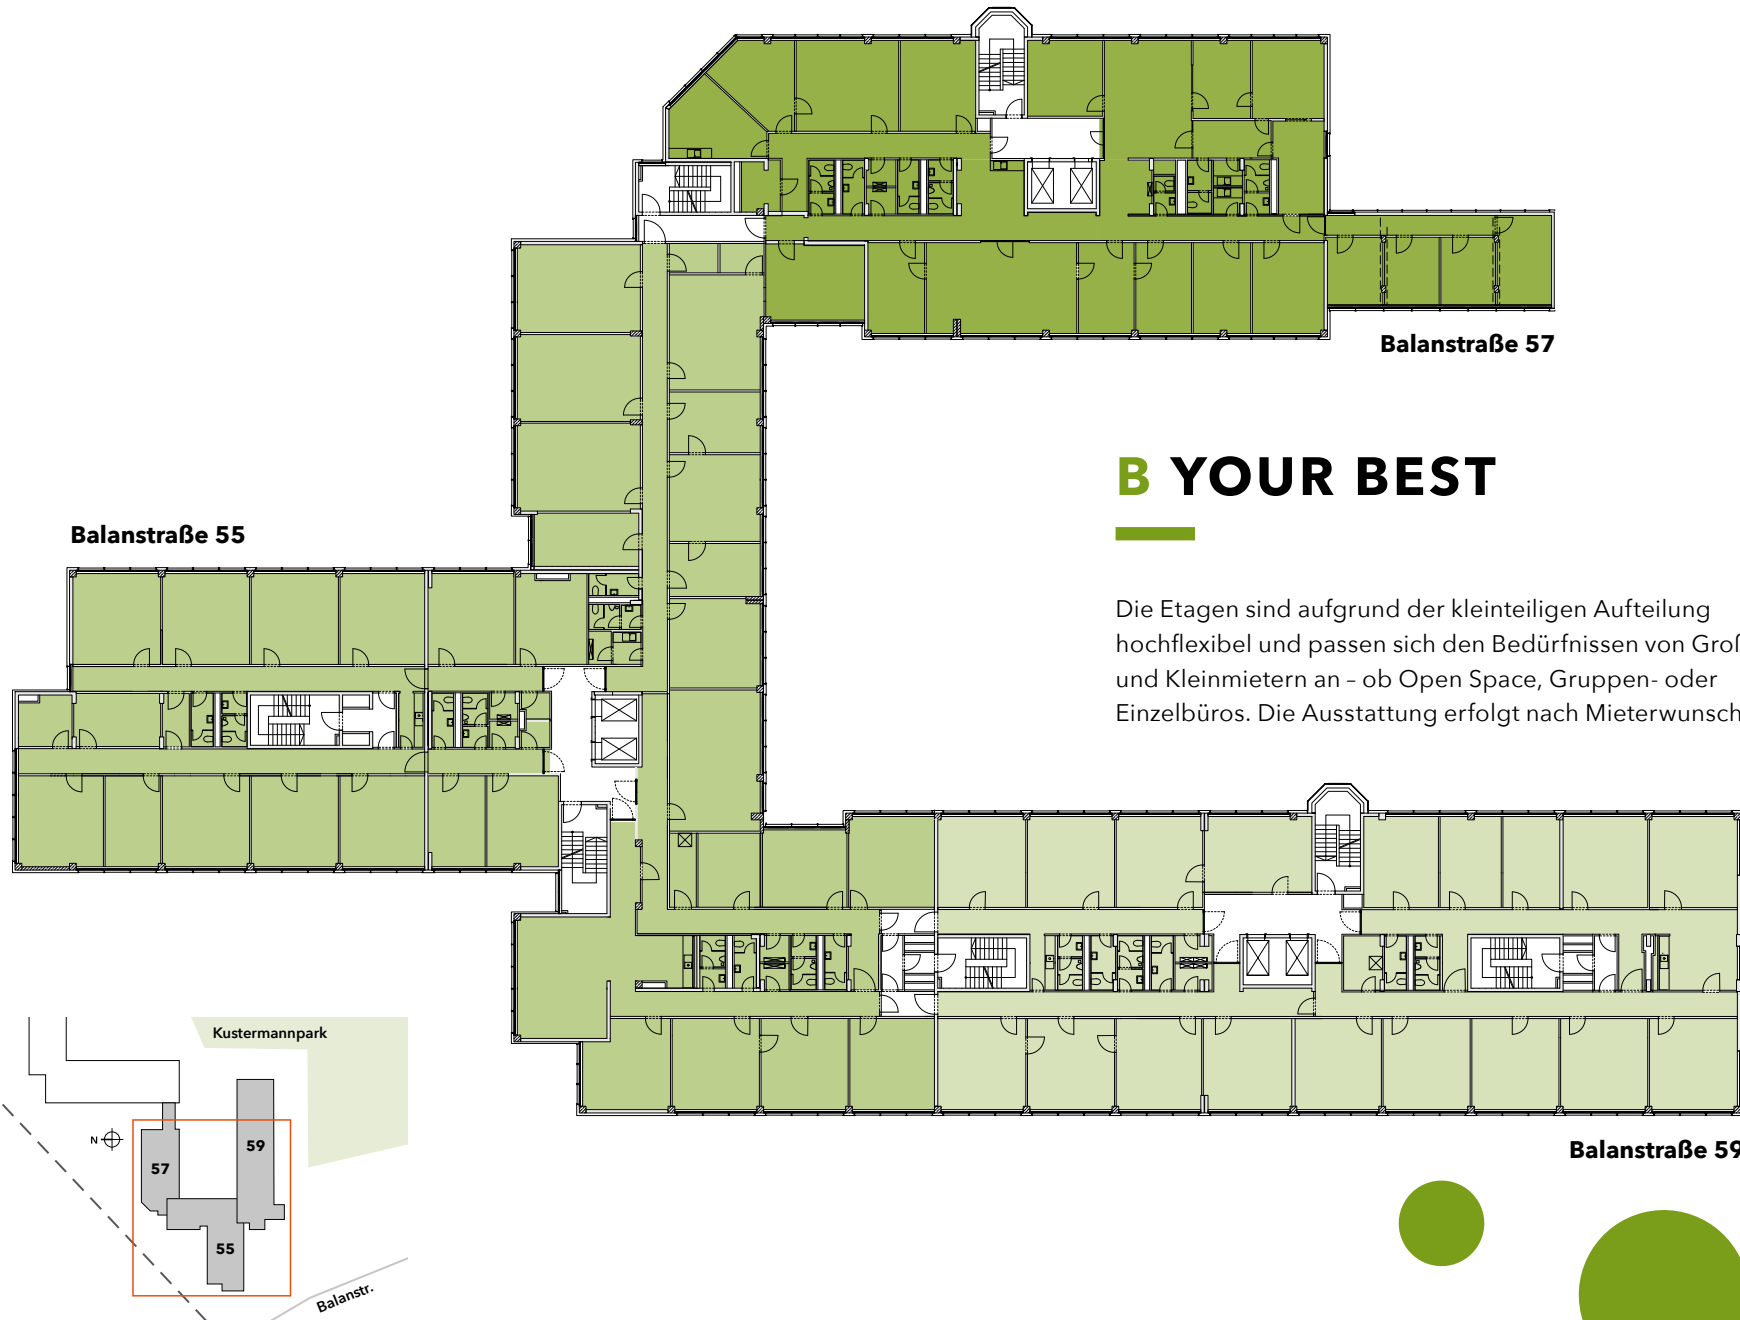 Balanstraße 57
B YOUR BEST
Balanstraße 55
Die Etagen sind aufgrund der kleinteiligen Aufteilung
hochflexibel und passen sich den Bedürfnissen von Groß
und Kleinmietern an – ob Open Space, Gruppen- oder
Einzelbüros. Die Ausstattung erfolgt nach Mieterwunsch
Kustermannpark
N
59
57
55
Balanstr.
Balanstraße 59